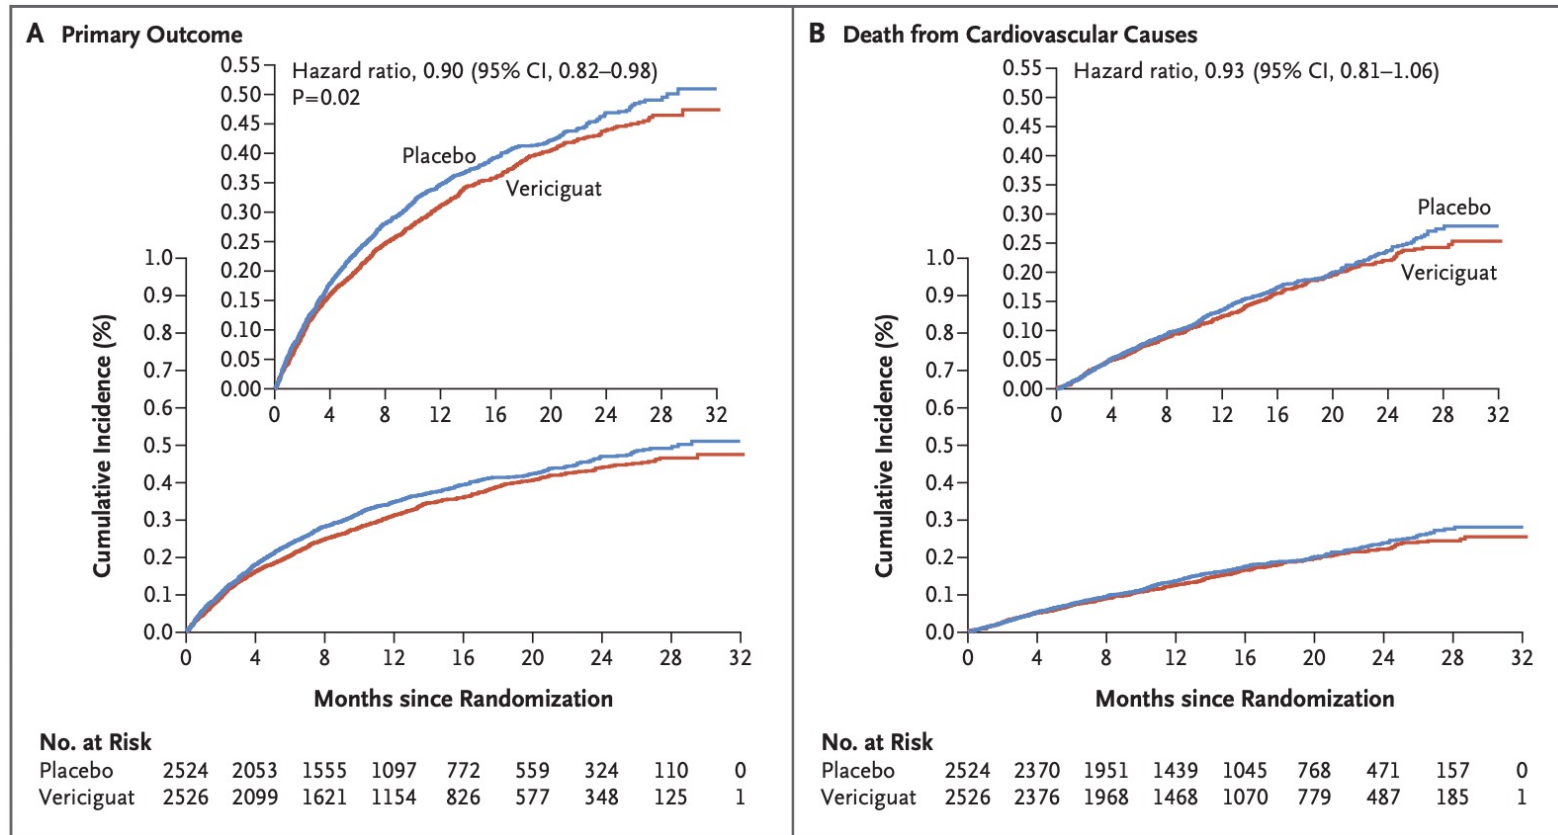 A Primary Outcome
0.55
0.50
0.45
0.40
0.35
0.30
0.25
0.20
0.15
0.10
0.05
0.00
Hazard ratio, 0.90 (95% CI, 0.82–0.98)
P=0.02
Placebo
Vericiguat
0 4 8 12 16 20 24 28 32
Cumulative Incidence (%)
1.0
0.9
0.8
0.7
0.6
0.5
0.4
0.3
0.2
0.1
0.0
0 4 8 12 16 20 24 28 32
Months since Randomization
No. at Risk
Placebo 2524 2053 1555 1097 772 559 324 110 0
Vericiguat 2526 2099 1621 1154 826 577 348 125 1
B Death from Cardiovascular Causes
0.55
0.50
0.45
0.40
0.35
0.30
0.25
0.20
0.15
0.10
0.05
0.00
Hazard ratio, 0.93 (95% CI, 0.81–1.06)
Placebo
Vericiguat
0 4 8 12 16 20 24 28 32
Cumulative Incidence (%)
1.0
0.9
0.8
0.7
0.6
0.5
0.4
0.3
0.2
0.1
0.0
0 4 8 12 16 20 24 28 32
Months since Randomization
No. at Risk
Placebo 2524 2370 1951 1439 1045 768 471 157 0
Vericiguat 2526 2376 1968 1468 1070 779 487 185 1